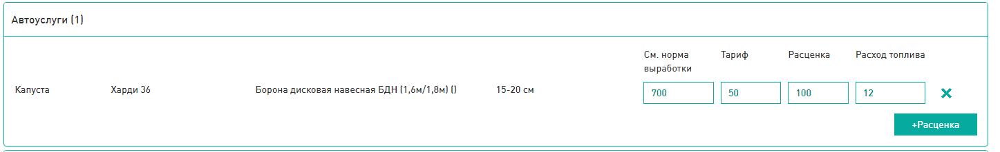 Автоуслуги (1)
См. норма
выработки
Тариф
Расценка
Расход топлива
Капуста
Харди 36
Борона дисковая навесная БДН (1,6м/1,8м) ()
15-20 см
700
50
100
12
+Расценка